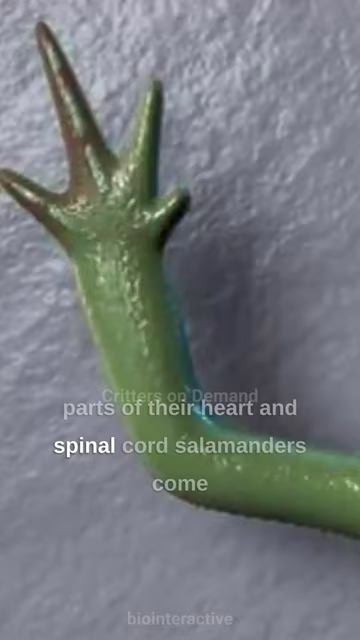 Critters on Demand
parts of their heart and
spinal cord salamanders
come
biointeractive